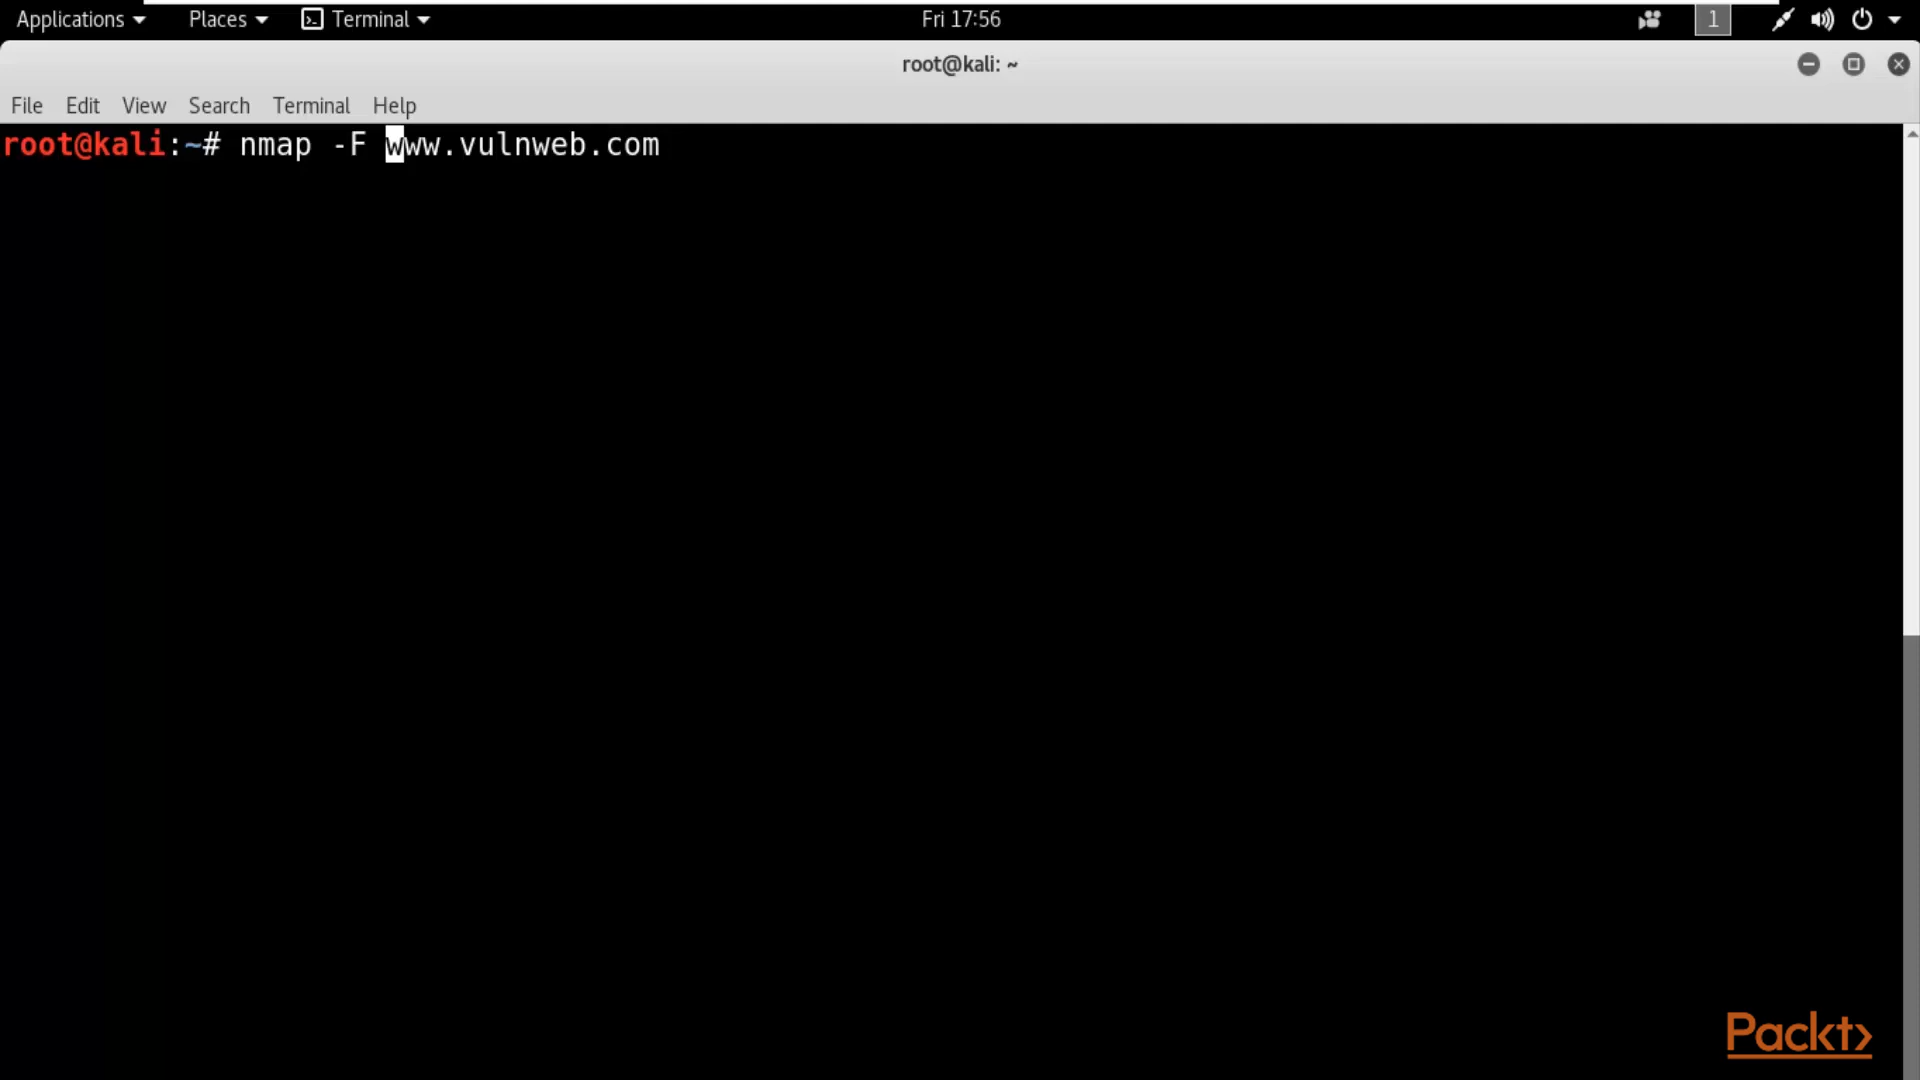 Applications Places Terminal Fri 17:56 1
root@kali: ~
File Edit View Search Terminal Help
root@kali:~# nmap -F www.vulnweb.com
Packt>